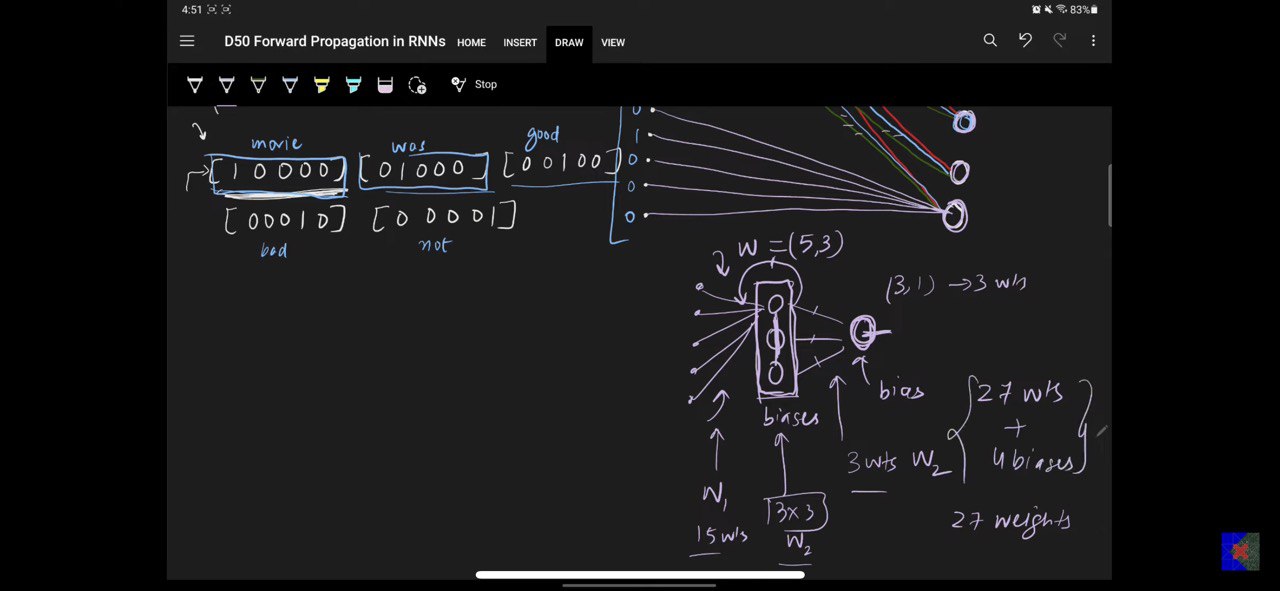 4:51
83%
D50 Forward Propagation in RNNs HOME INSERT DRAW VIEW
Stop
movie was good
[ 1 0 0 0 0 ] [ 0 1 0 0 0 ] [ 0 0 1 0 0 ]
[ 0 0 0 1 0 ] [ 0 0 0 0 1 ]
bad not
0
1
0
0
0
W = (5,3)
(3,1) → 3 wts
bias
biases
27 wts
+
4 biases
3 wts W2
W1
15 wts
3x3
W2
27 weights